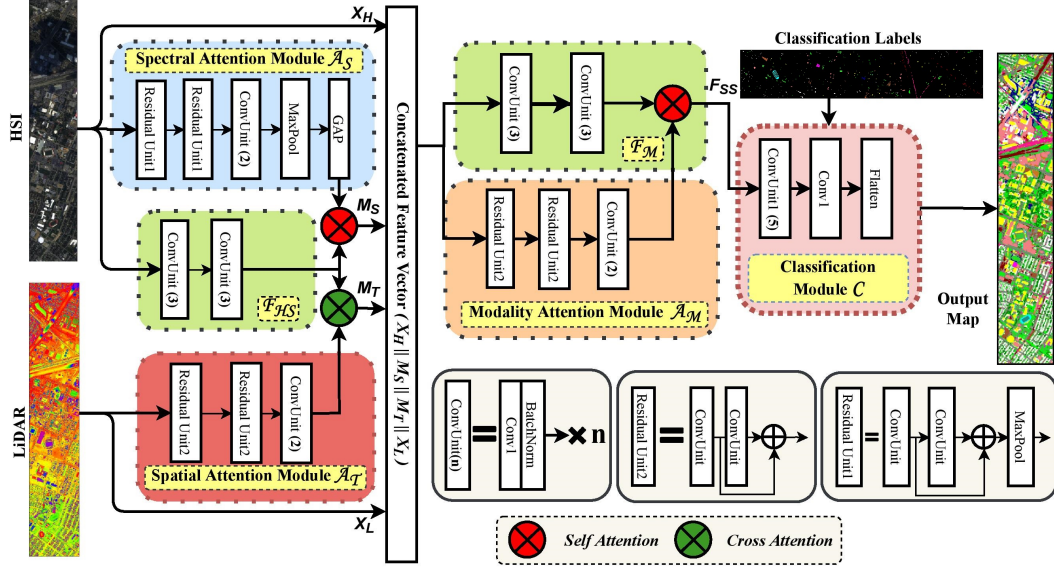 HSI
X_H
Spectral Attention Module 𝒜_𝒮
Residual Unit1
Residual Unit1
ConvUnit (2)
MaxPool
GAP
M_S
ConvUnit (3)
ConvUnit (3)
ℱ_ℋ𝒮
M_T
LiDAR
Residual Unit2
Residual Unit2
ConvUnit (2)
Spatial Attention Module 𝒜_𝒯
X_L
Concatenated Feature Vector ( X_H || M_S || M_T || X_L )
ConvUnit (3)
ConvUnit (3)
ℱ_ℳ
Residual Unit2
Residual Unit2
ConvUnit (2)
Modality Attention Module 𝒜_ℳ
F_SS
Classification Labels
ConvUnit1 (5)
Conv1
Flatten
Classification
Module 𝒞
Output
Map
ConvUnit(n)
=
Conv1
BatchNorm
× n
Residual Unit2
=
ConvUnit
ConvUnit
Residual Unit1
=
ConvUnit
ConvUnit
MaxPool
Self Attention
Cross Attention